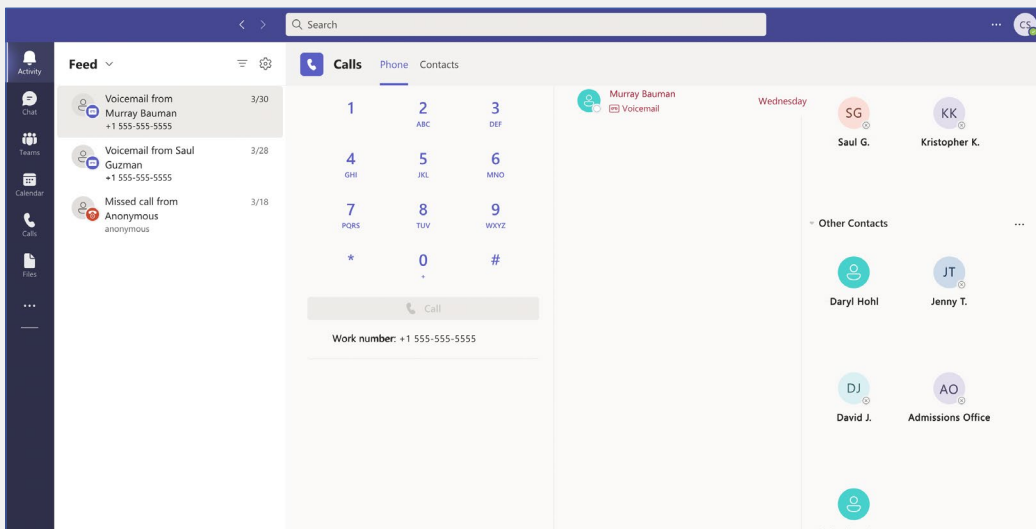 Search
...
CS
Activity
Chat
Teams
Calendar
Calls
Files
...
Feed
Voicemail from 3/30
Murray Bauman
+1 555-555-5555
Voicemail from Saul 3/28
Guzman
+1 555-555-5555
Missed call from 3/18
Anonymous
anonymous
Calls Phone Contacts
1 2 3
ABC DEF
4 5 6
GHI JKL MNO
7 8 9
PQRS TUV WXYZ
* 0 #
+
Call
Work number: +1 555-555-5555
Murray Bauman Wednesday
Voicemail
SG KK
Saul G. Kristopher K.
Other Contacts ...
JT
Daryl Hohl Jenny T.
DJ AO
David J. Admissions Office